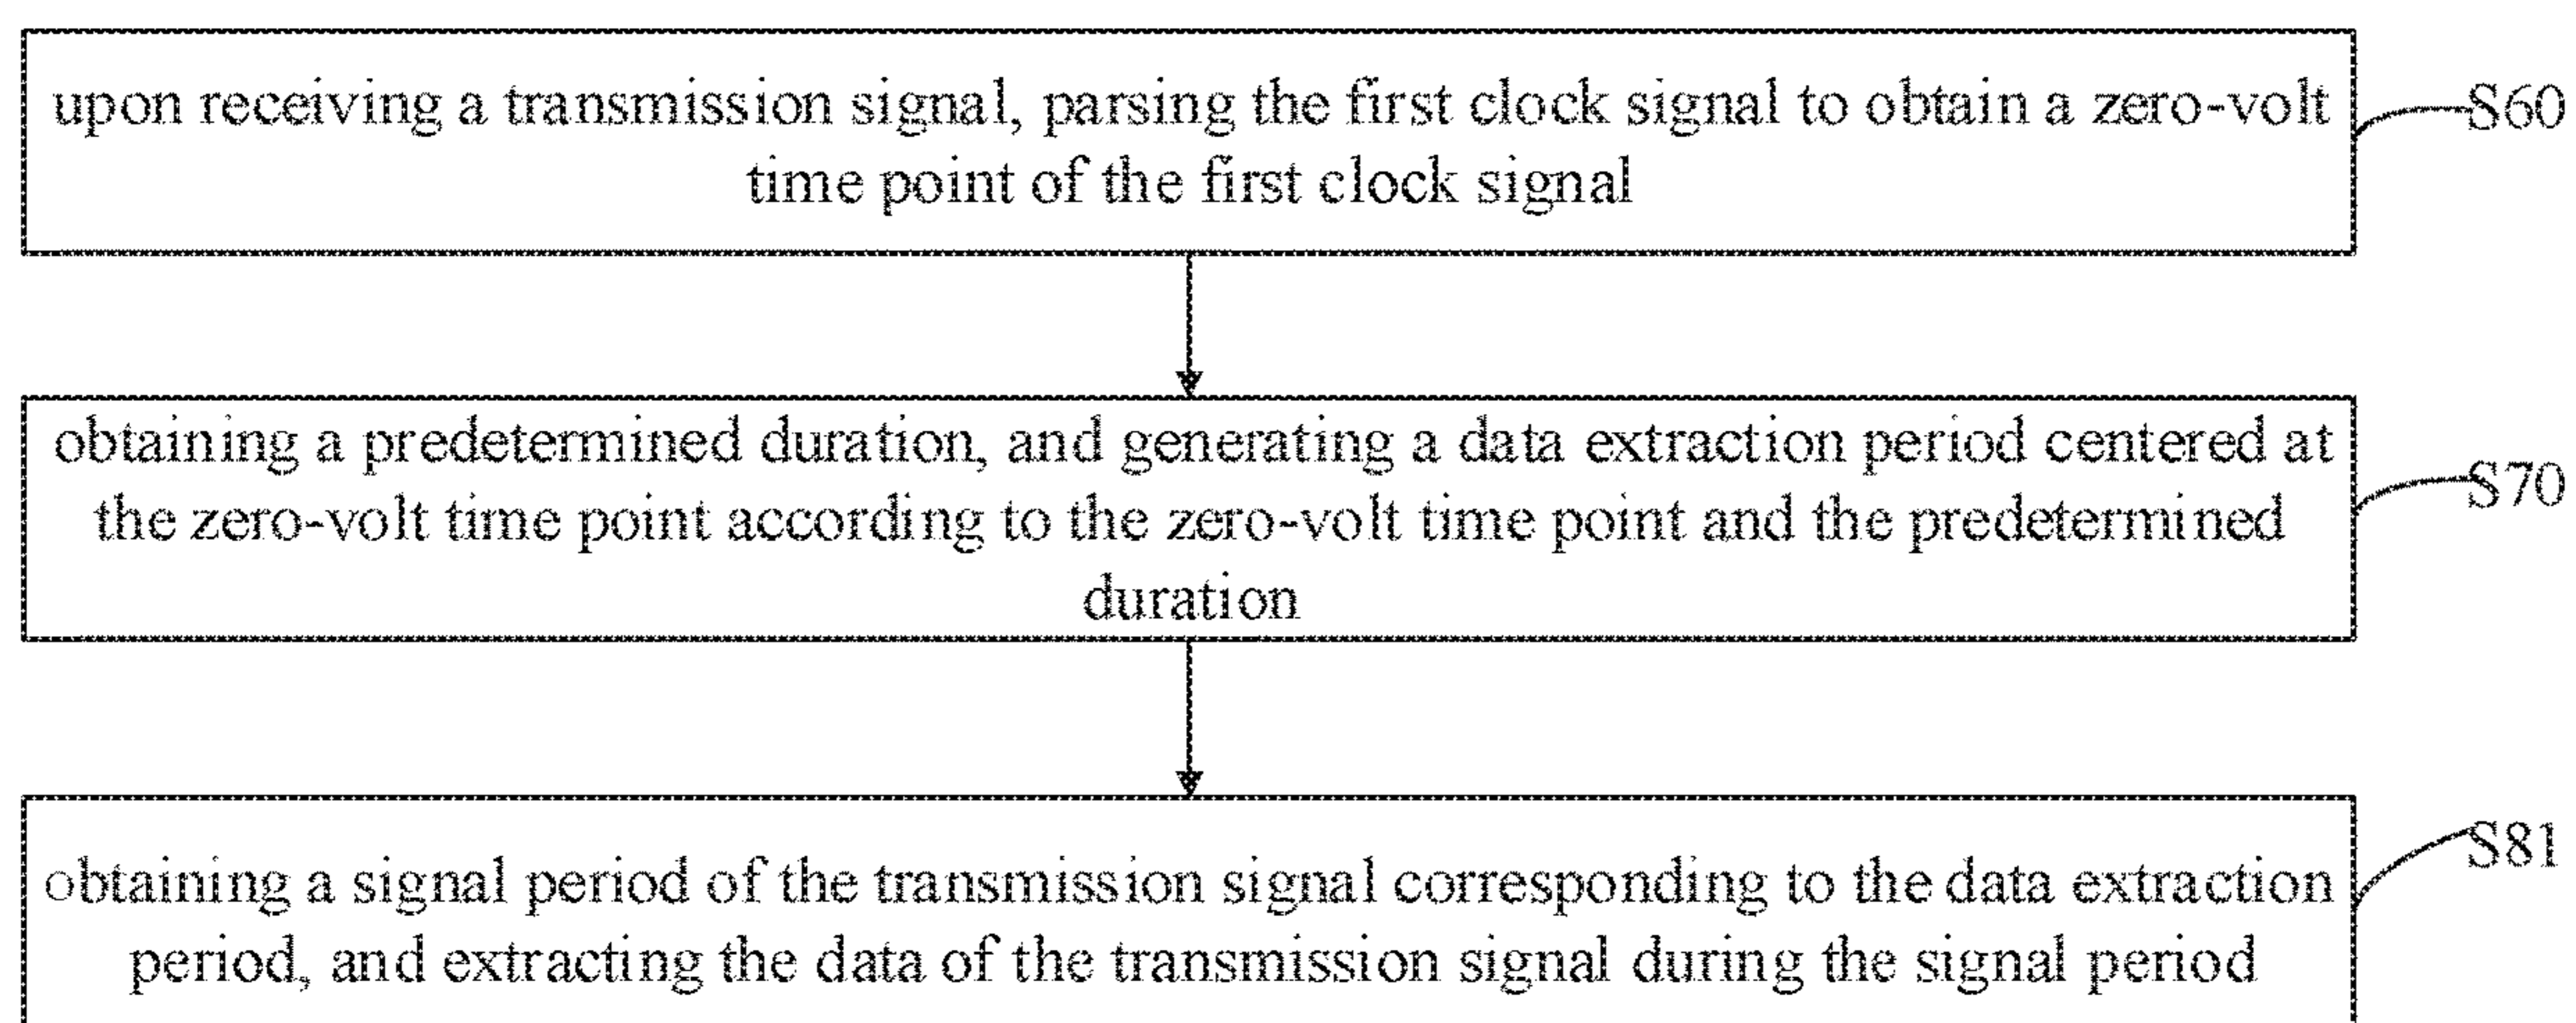 upon receiving a transmission signal, parsing the first clock signal to obtain a zero-volt
time point of the first clock signal
S60
obtaining a predetermined duration, and generating a data extraction period centered at
the zero-volt time point according to the zero-volt time point and the predetermined
duration
S70
obtaining a signal period of the transmission signal corresponding to the data extraction
period, and extracting the data of the transmission signal during the signal period
S81